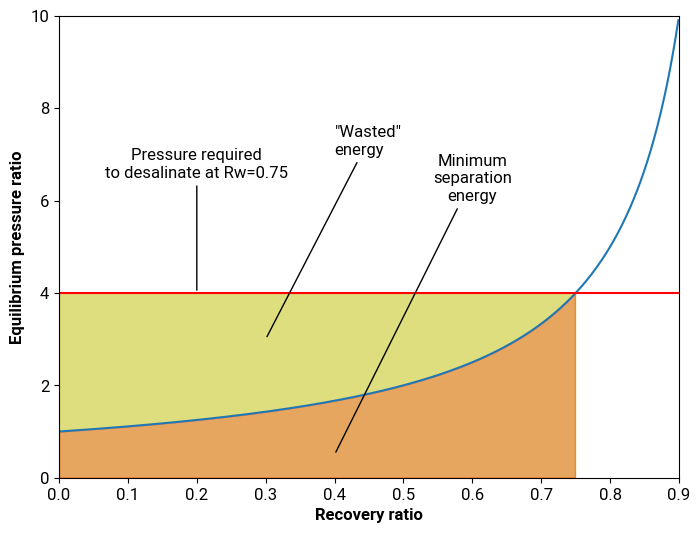 10
8
6
4
2
0
Equilibrium pressure ratio
"Wasted"
energy
Pressure required
to desalinate at Rw=0.75
Minimum
separation
energy
0.0 0.1 0.2 0.3 0.4 0.5 0.6 0.7 0.8 0.9
Recovery ratio